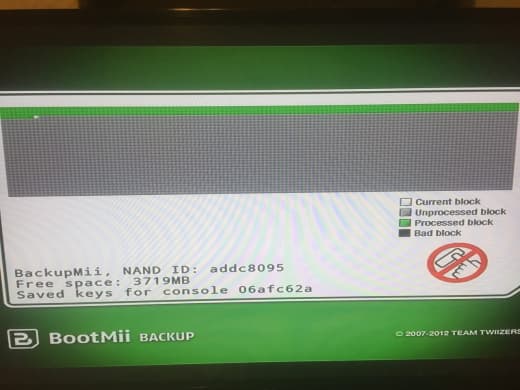 Current block
Unprocessed block
Processed block
Bad block
BackupMii, NAND ID: addc8095
Free space: 3719MB
Saved keys for console 06afc62a
BootMii BACKUP
© 2007-2012 TEAM TWIIZERS